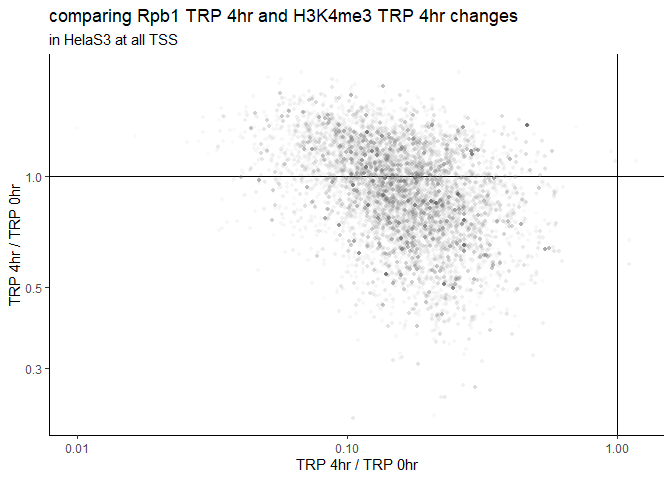 comparing Rpb1 TRP 4hr and H3K4me3 TRP 4hr changes
in HelaS3 at all TSS
TRP 4hr / TRP 0hr
1.0
0.5
0.3
0.01
0.10
1.00
TRP 4hr / TRP 0hr